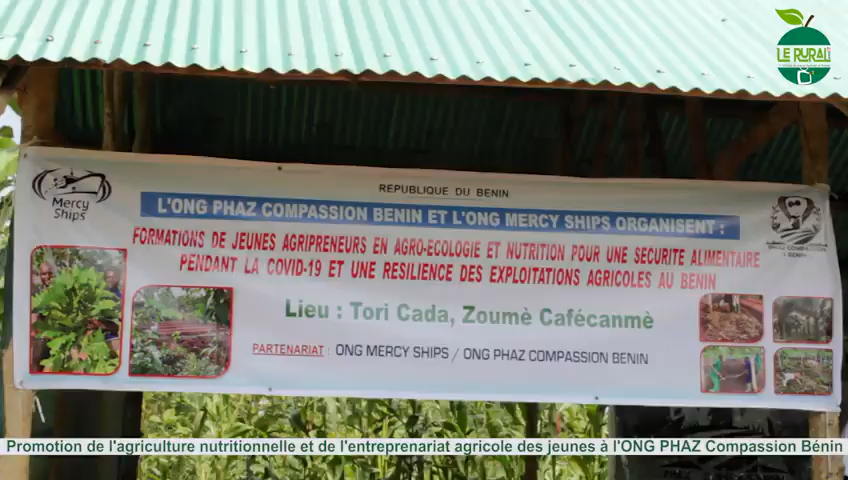 LE RURAL
REPUBLIQUE DU BENIN
Mercy
Ships
L'ONG PHAZ COMPASSION BENIN ET L'ONG MERCY SHIPS ORGANISENT :
FORMATIONS DE JEUNES AGRIPRENEURS EN AGRO-ECOLOGIE ET NUTRITION POUR UNE SECURITE ALIMENTAIRE
PENDANT LA COVID-19 ET UNE RESILIENCE DES EXPLOITATIONS AGRICOLES AU BENIN
PHAZ COMPASSION
BENIN
Lieu : Tori Cada, Zoumè Cafécanmè
PARTENARIAT : ONG MERCY SHIPS / ONG PHAZ COMPASSION BENIN
Promotion de l'agriculture nutritionnelle et de l'entreprenariat agricole des jeunes à l'ONG PHAZ Compassion Bénin